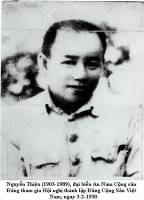 Nguyễn Thiệu (1903-1989), đại biểu An Nam Cộng sản
Đảng tham gia Hội nghị thành lập Đảng Cộng Sản Việt
Nam, ngày 3-2-1930